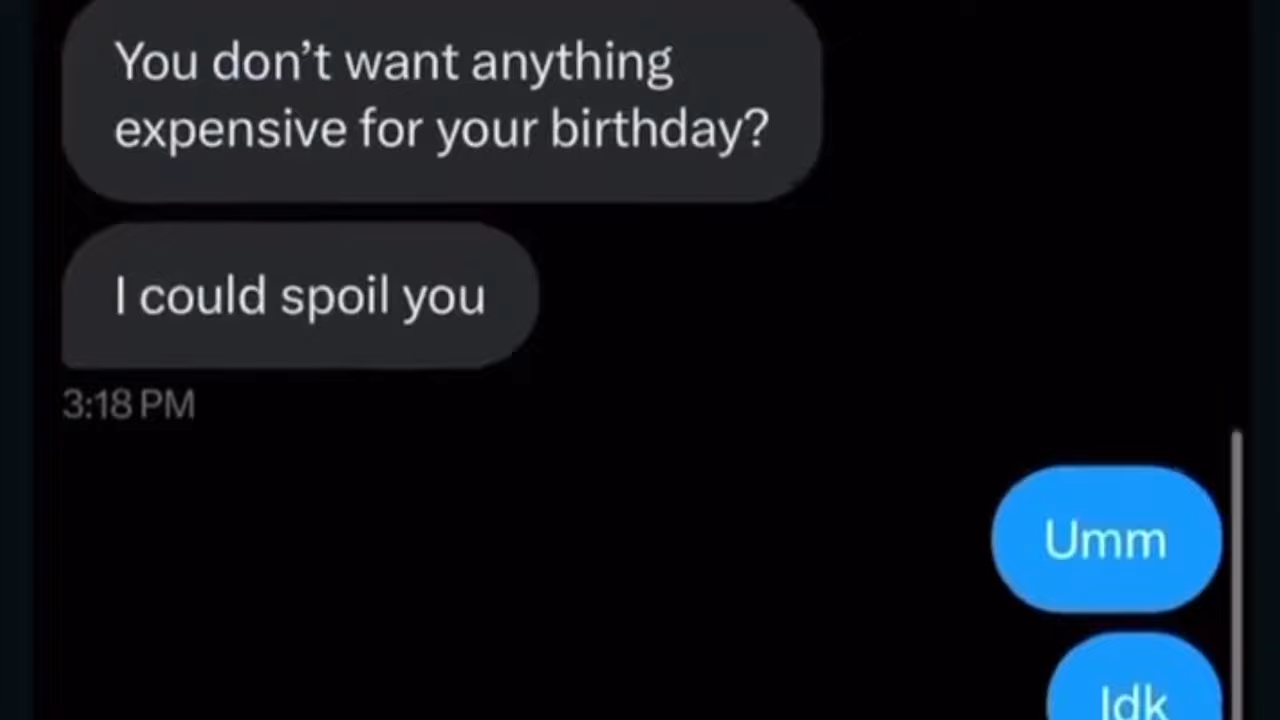 You don’t want anything
expensive for your birthday?
I could spoil you
3:18 PM
Umm
Idk